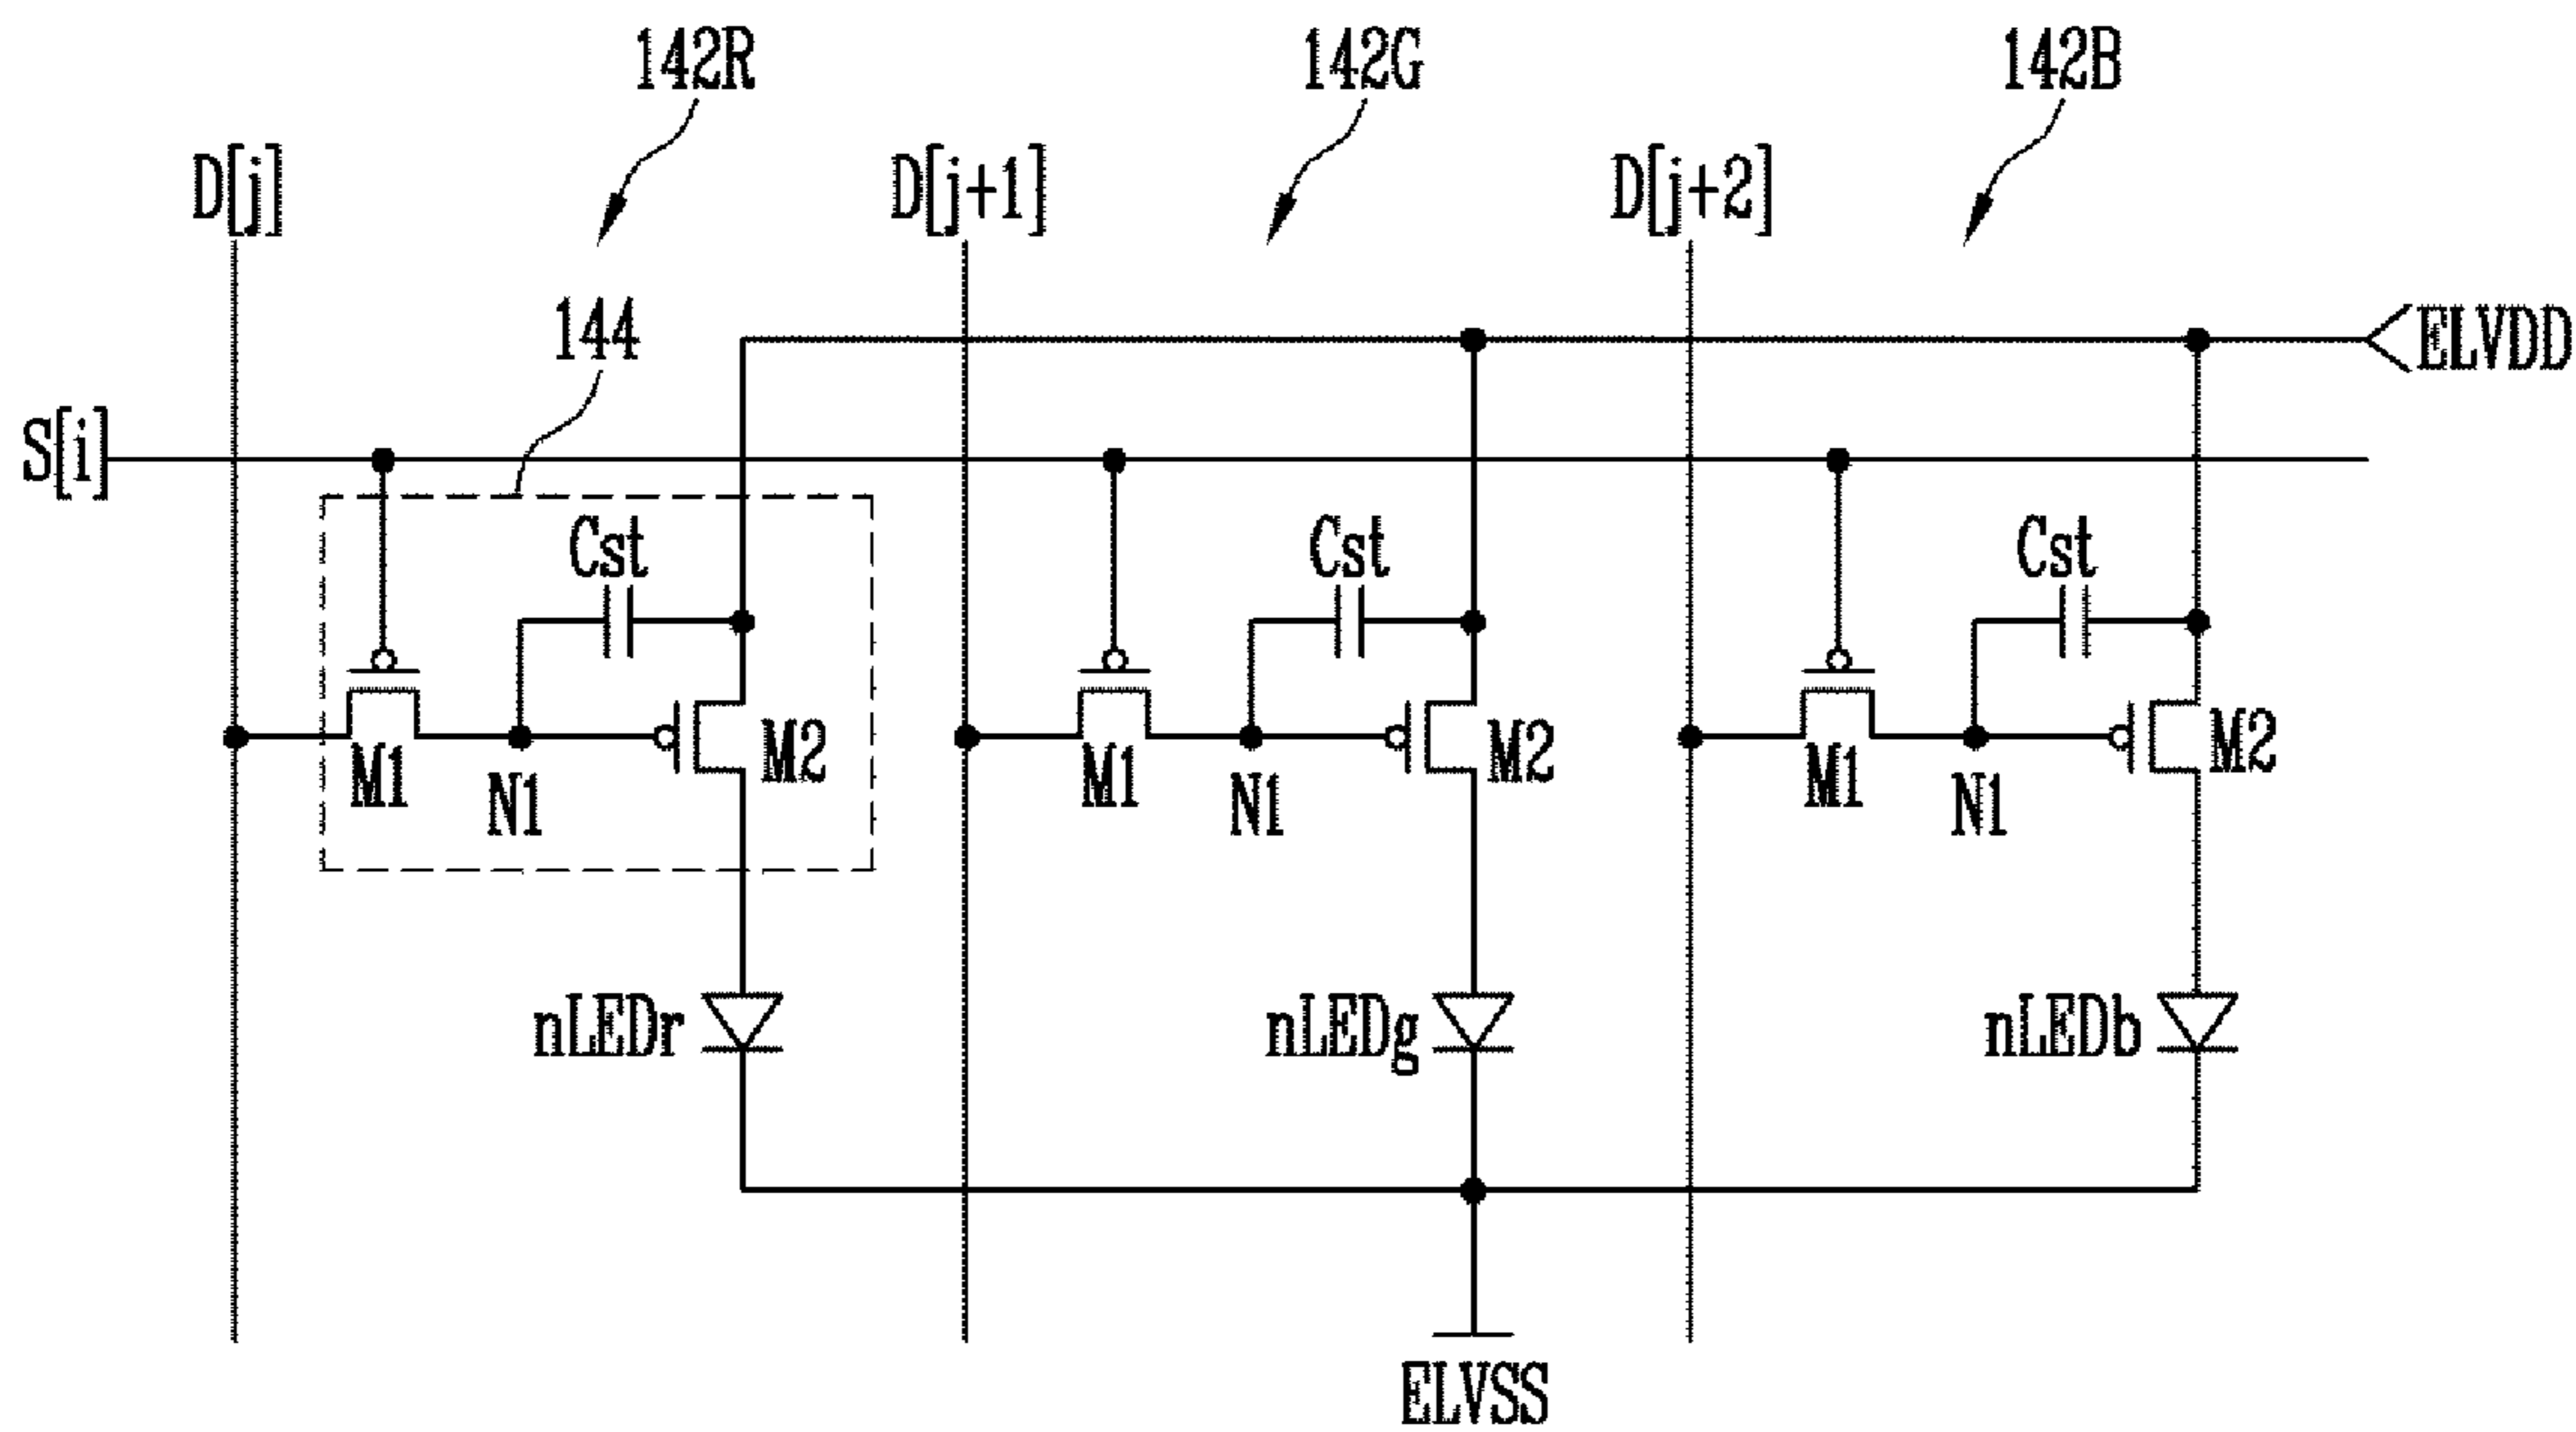 142R 142G 142B
D[j] D[j+1] D[j+2]
144
ELVDD
S[i]
Cst Cst Cst
M1 N1 M2 M1 N1 M2 M1 N1 M2
nLEDr nLEDg nLEDb
ELVSS